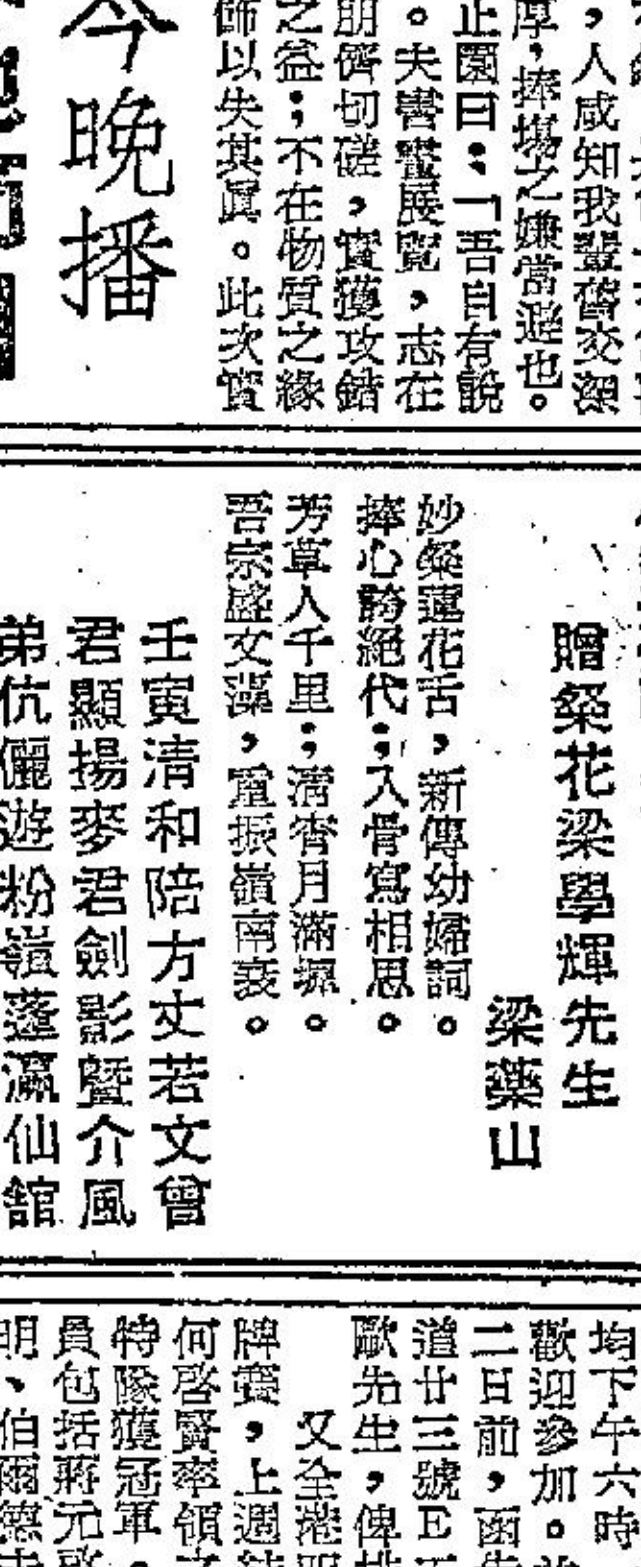 ，人咸知我輩舊交深
厚，捧塲之嫌當避也。
止園曰：「吾自有說
。夫書畫展覽，志在
朋儕切磋，實獲攻錯
之益；不在物質之緣
飾以失其眞。此次實
今晚播
贈粲花梁學輝先生
梁藥山
妙粲蓮花舌，新傳幼婦詞。
捧心誇絕代；入骨寫相思。
芳草人千里；清宵月滿墀。
吾宗盛文藻，重振嶺南衰。
壬寅清和陪方丈若文曾
君顯揚麥君劍影暨介風
弟伉儷遊粉嶺蓬瀛仙舘
均下午六時
歡迎參加。
二日前，函
道廿三號E
歐先生，俾
又全港
牌賽，上週
何啓賢率領
特隊獲冠軍。
員包括蔣元
明、伯爾